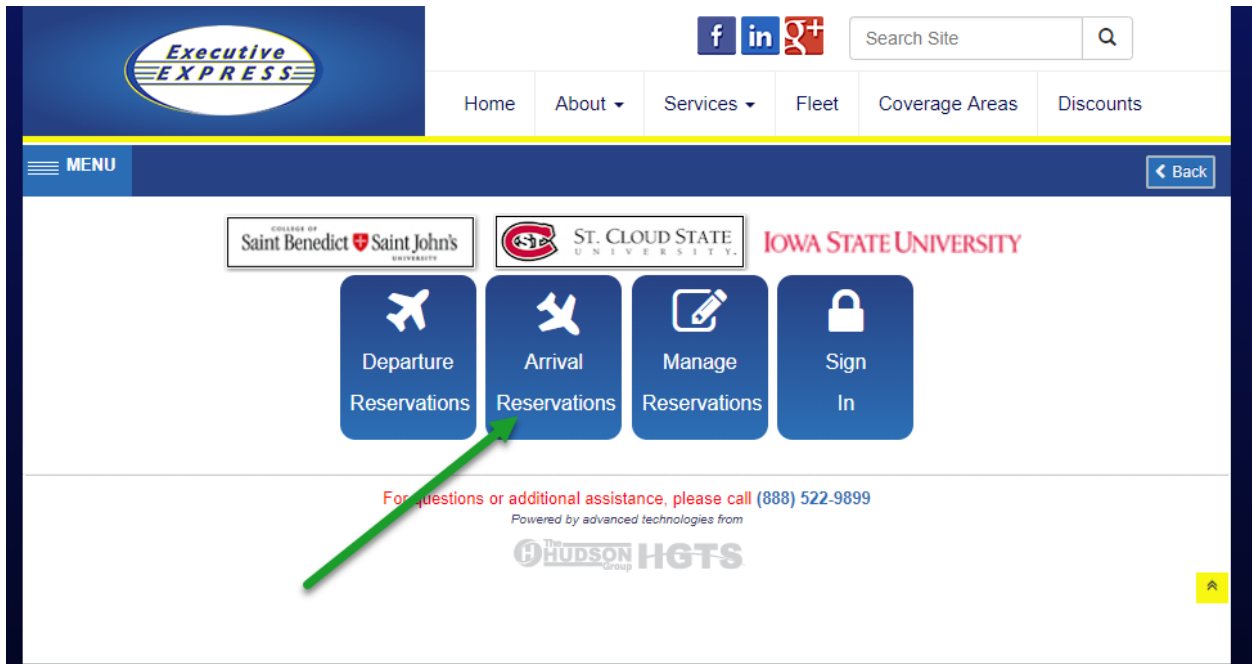 Executive
EXPRESS
f in g+ Search Site
Home About Services Fleet Coverage Areas Discounts
MENU Back
COLLEGE OF
Saint Benedict Saint John's
UNIVERSITY
ST. CLOUD STATE
UNIVERSITY.
IOWA STATE UNIVERSITY
Departure Arrival Manage Sign
Reservations Reservations Reservations In
For questions or additional assistance, please call (888) 522-9899
Powered by advanced technologies from
H The HUDSON Group HGTS